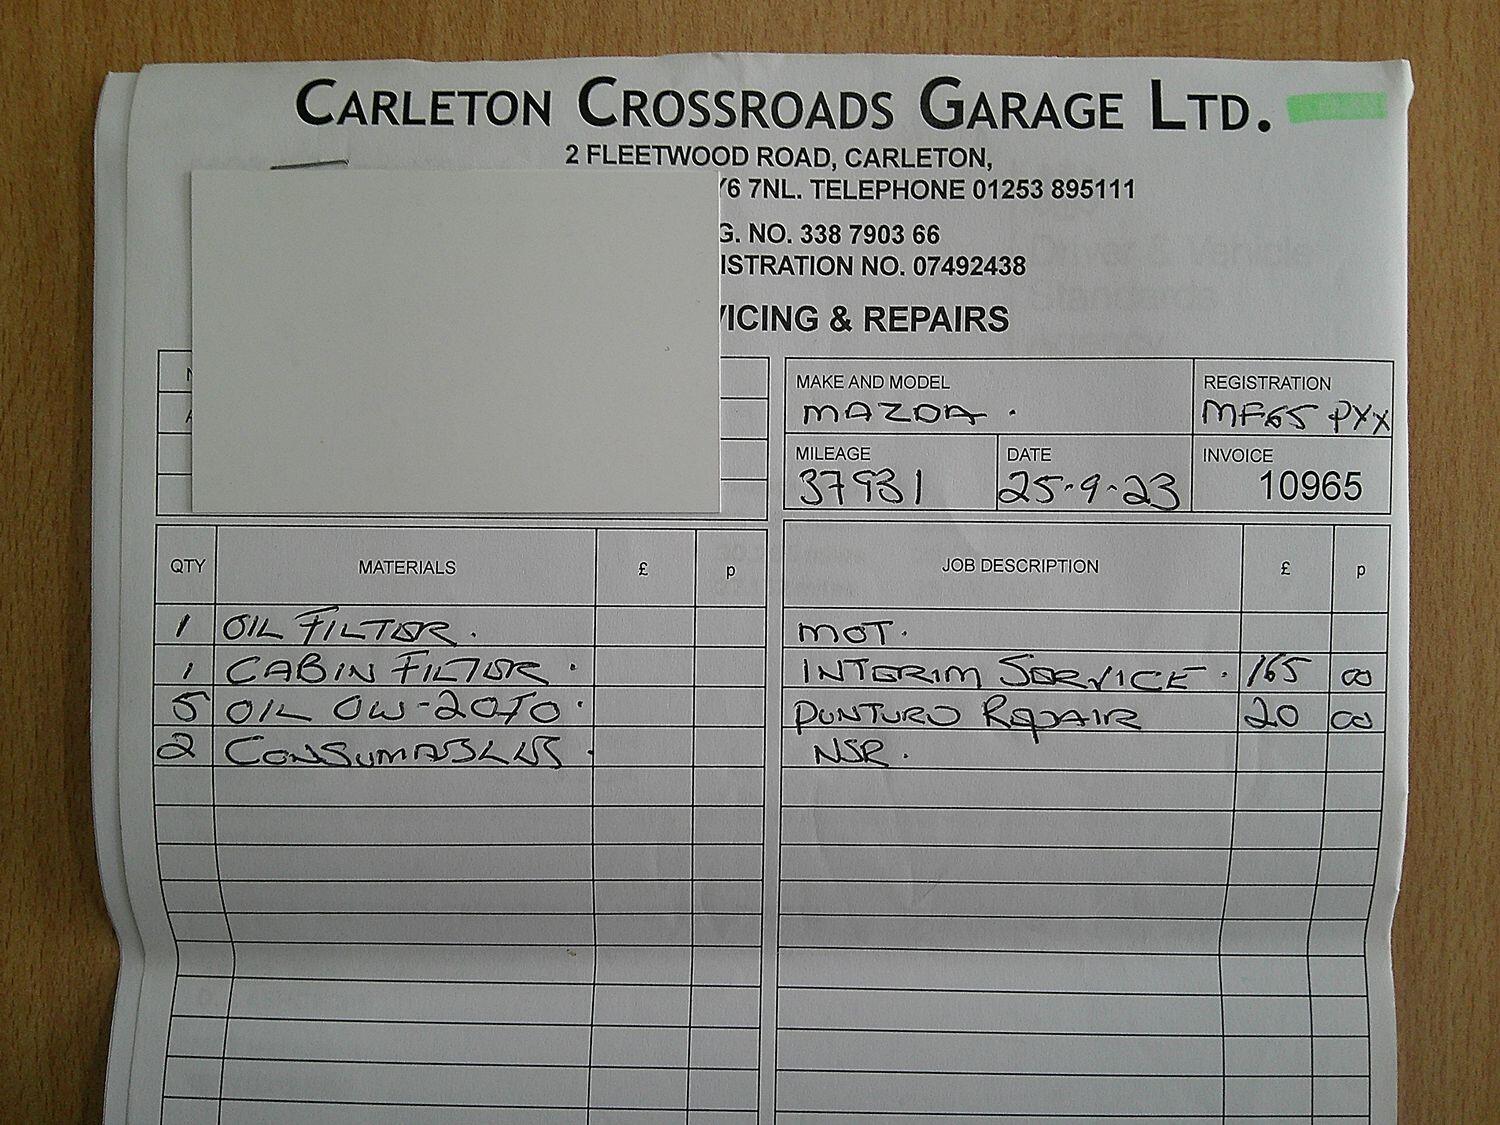 CARLETON CROSSROADS GARAGE LTD.
2 FLEETWOOD ROAD, CARLETON,
Y6 7NL. TELEPHONE 01253 895111
G. NO. 338 7903 66
ISTRATION NO. 07492438
VICING & REPAIRS
MAKE AND MODEL
MAZDA.
REGISTRATION
MF65 PYX
MILEAGE
37931
DATE
25-9-23
INVOICE
10965
QTY MATERIALS £ p
1 OIL FILTER.
1 CABIN FILTER.
5 OIL 0W-20
2 CONSUMABLES.
JOB DESCRIPTION £ p
MOT.
INTERIM SERVICE. 165 00
PUNTURE REPAIR 20 00
NSR.